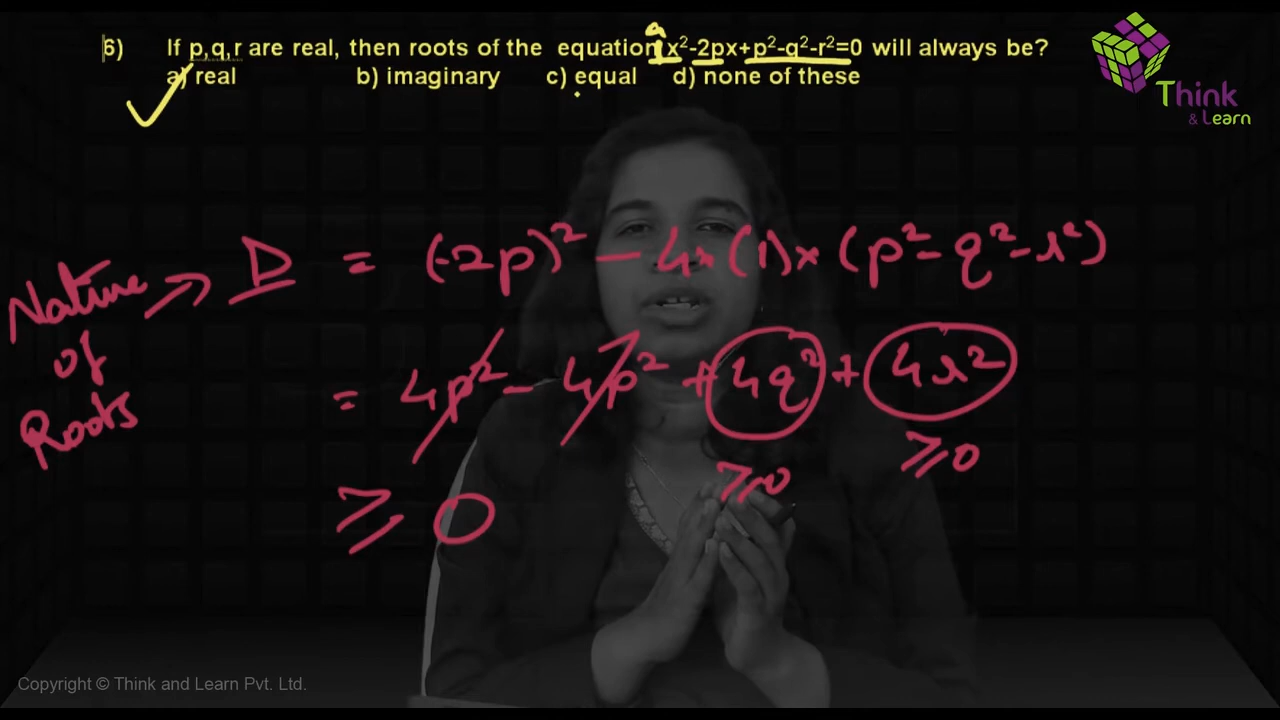 6) If p,q,r are real, then roots of the equation 1x²-2px+p²-q²-r²=0 will always be?
a
a) real b) imaginary c) equal d) none of these
Think
& Learn
Nature of Roots → D = (-2p)² - 4×(1)×(p²-q²-r²)
= 4p² - 4p² + 4q² + 4r²
≥0 ≥0
≥ 0
Copyright © Think and Learn Pvt. Ltd.